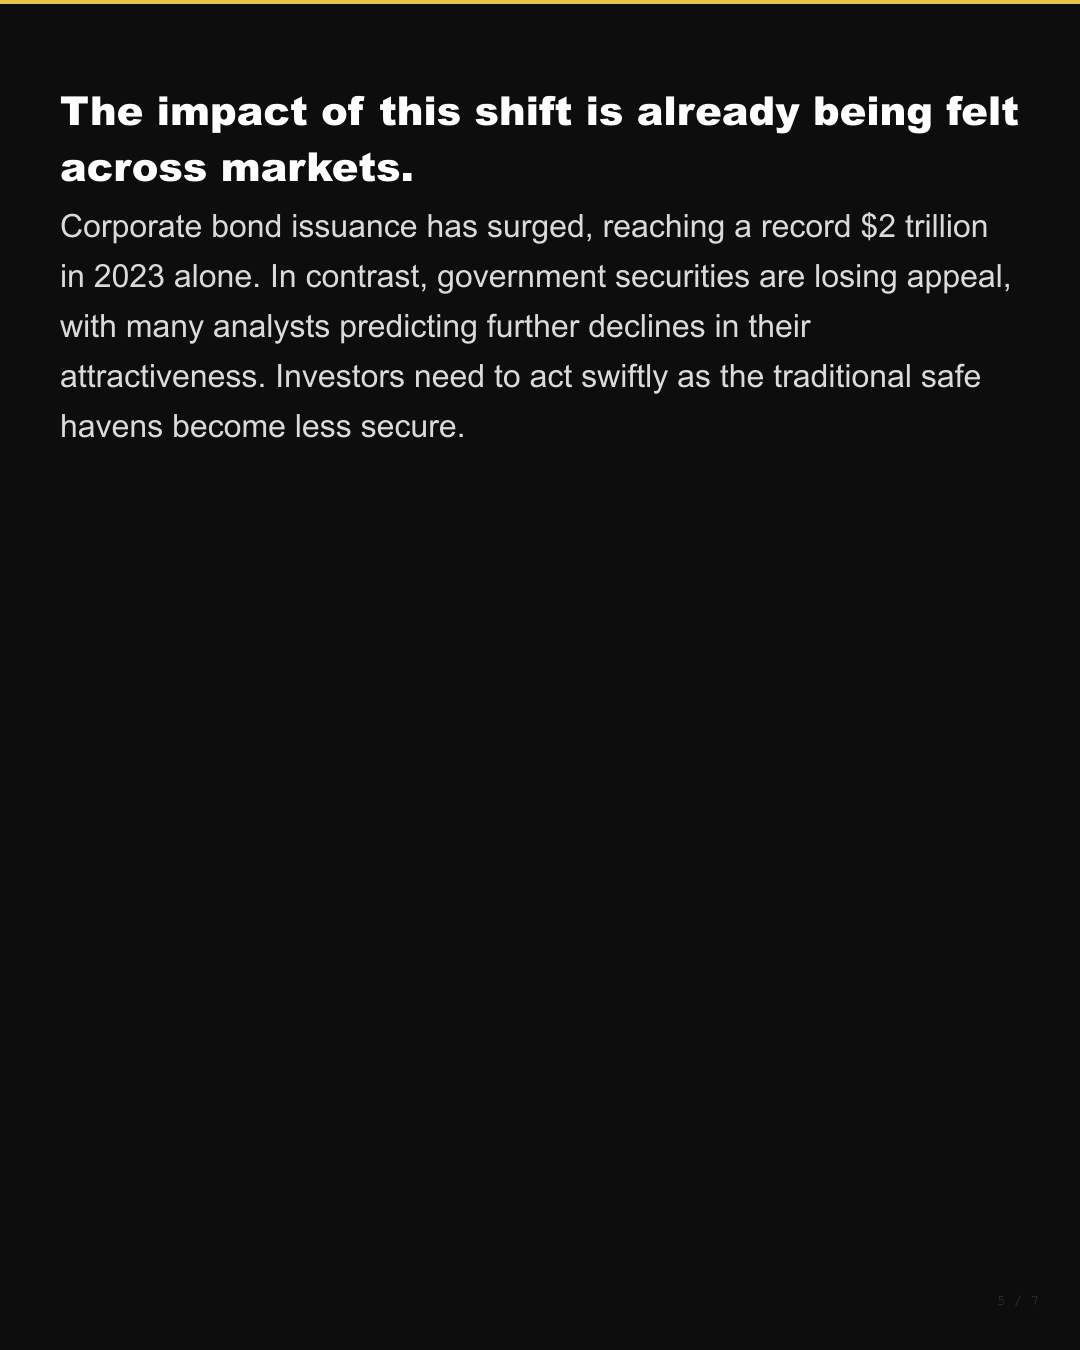 The impact of this shift is already being felt
across markets.
Corporate bond issuance has surged, reaching a record $2 trillion
in 2023 alone. In contrast, government securities are losing appeal,
with many analysts predicting further declines in their
attractiveness. Investors need to act swiftly as the traditional safe
havens become less secure.
5 / 7